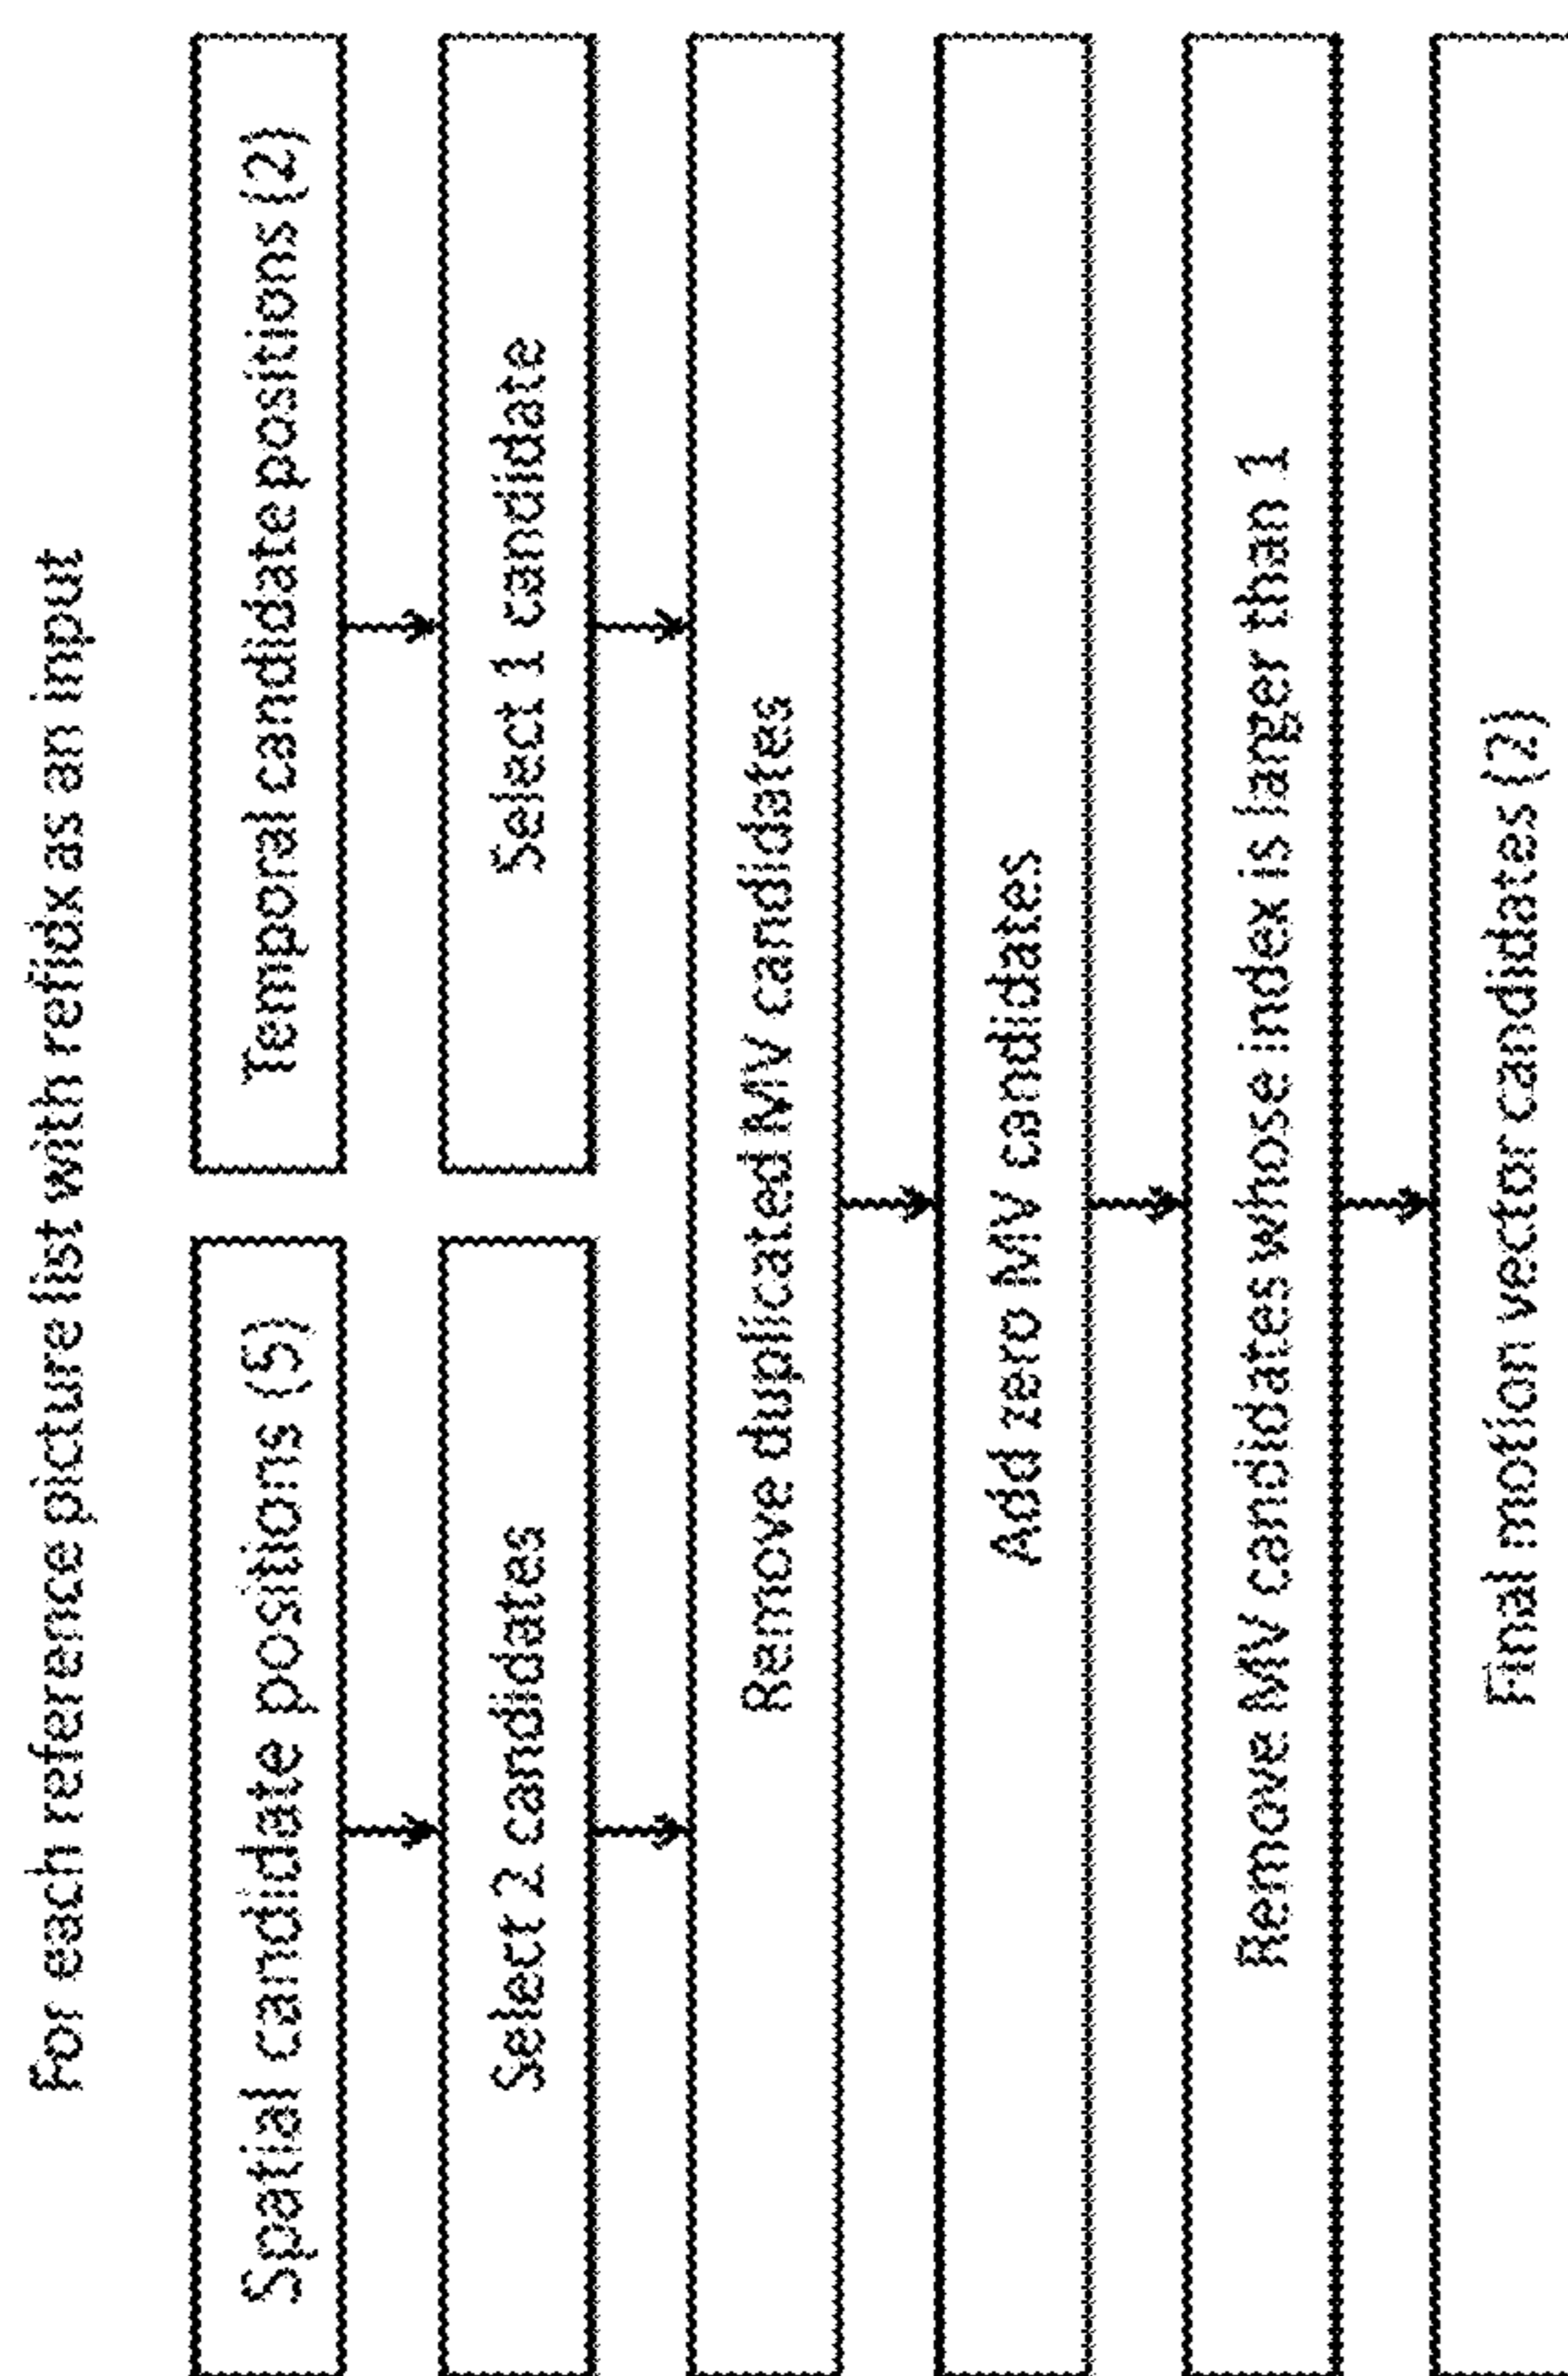 For each reference picture list with refidx as an input
Spatial candidate positions (5)
Temporal candidate positions (2)
Select 2 candidates
Select 1 candidate
Remove duplicated MV candidates
Add zero MV candidates
Remove MV candidates whose index is larger than 1
Final motion vector candidates (2)